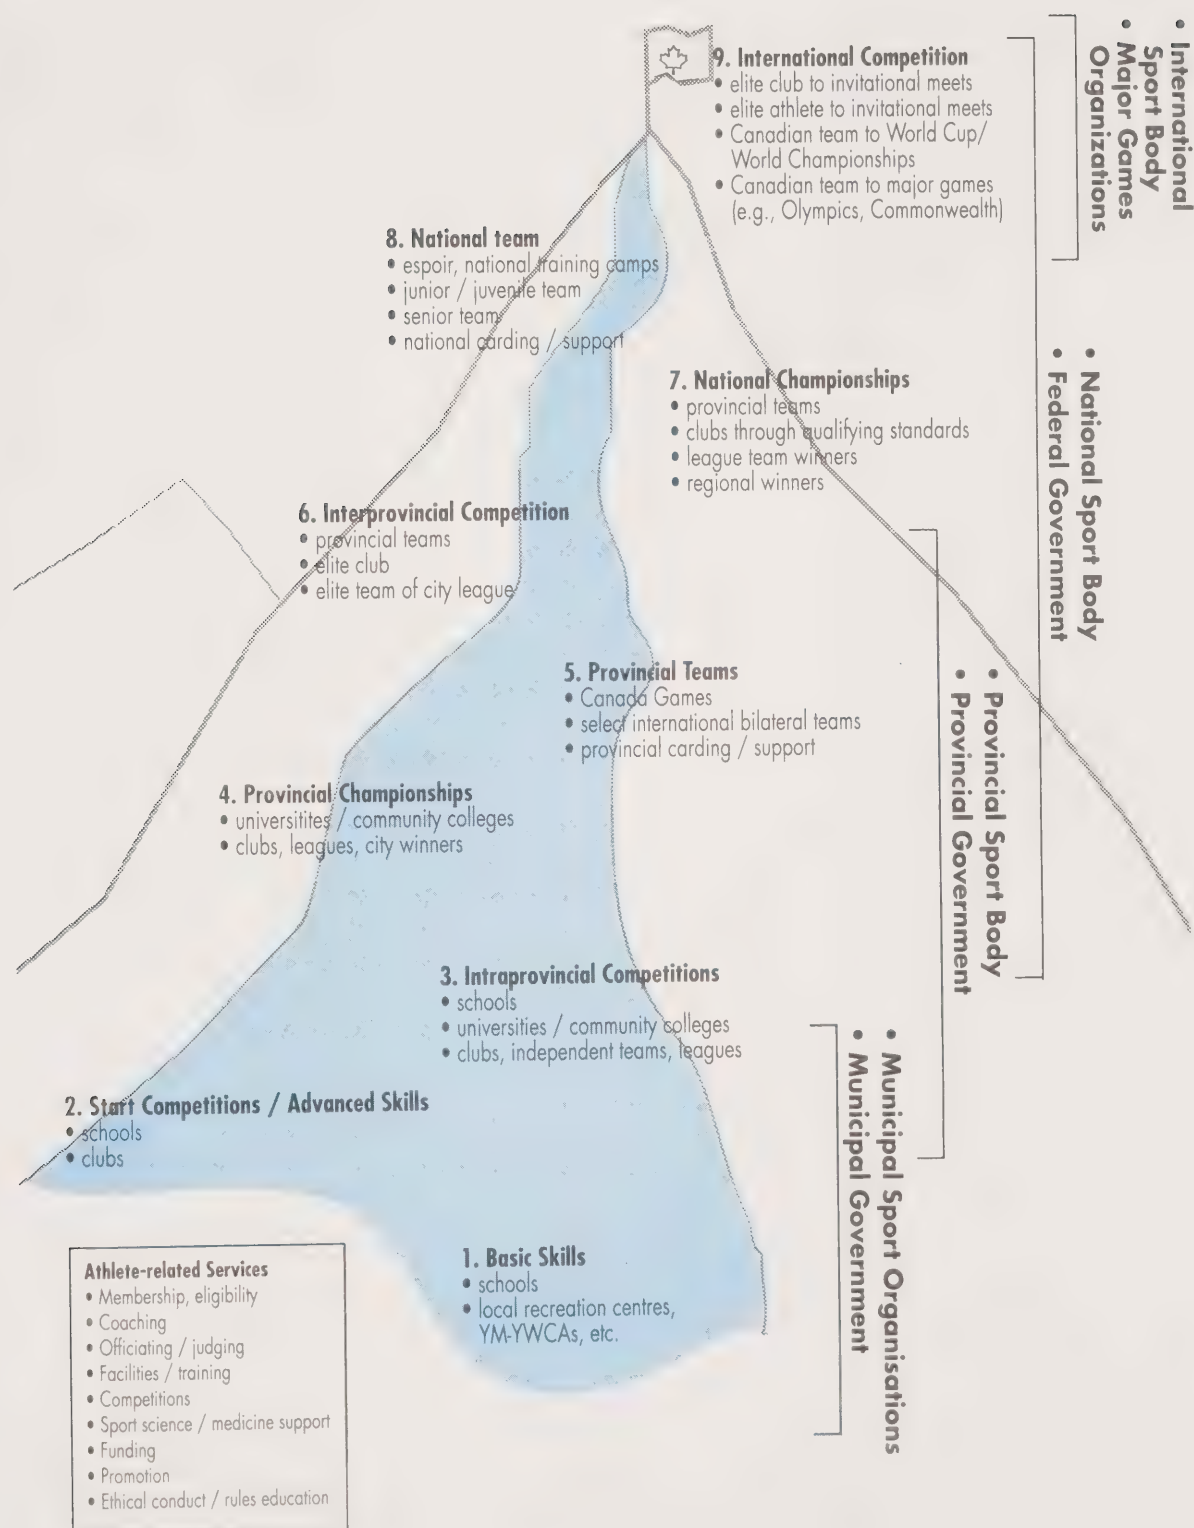 9. International Competition
• elite club to invitational meets
• elite athlete to invitational meets
• Canadian team to World Cup/
World Championships
• Canadian team to major games
(e.g., Olympics, Commonwealth)
8. National team
• espoir, national training camps
• junior / juvenile team
• senior team
• national carding / support
7. National Championships
• provincial teams
• clubs through qualifying standards
• league team winners
• regional winners
6. Interprovincial Competition
• provincial teams
• elite club
• elite team of city league
5. Provincial Teams
• Canada Games
• select international bilateral teams
• provincial carding / support
4. Provincial Championships
• universitites / community colleges
• clubs, leagues, city winners
3. Intraprovincial Competitions
• schools
• universities / community colleges
• clubs, independent teams, leagues
2. Start Competitions / Advanced Skills
• schools
• clubs
1. Basic Skills
• schools
• local recreation centres,
YM-YWCAs, etc.
Athlete-related Services
• Membership, eligibility
• Coaching
• Officiating / judging
• Facilities / training
• Competitions
• Sport science / medicine support
• Funding
• Promotion
• Ethical conduct / rules education
• International
Sport Body
• Major Games
Organizations
• National Sport Body
• Federal Government
• Provincial Sport Body
• Provincial Government
• Municipal Sport Organisations
• Municipal Government